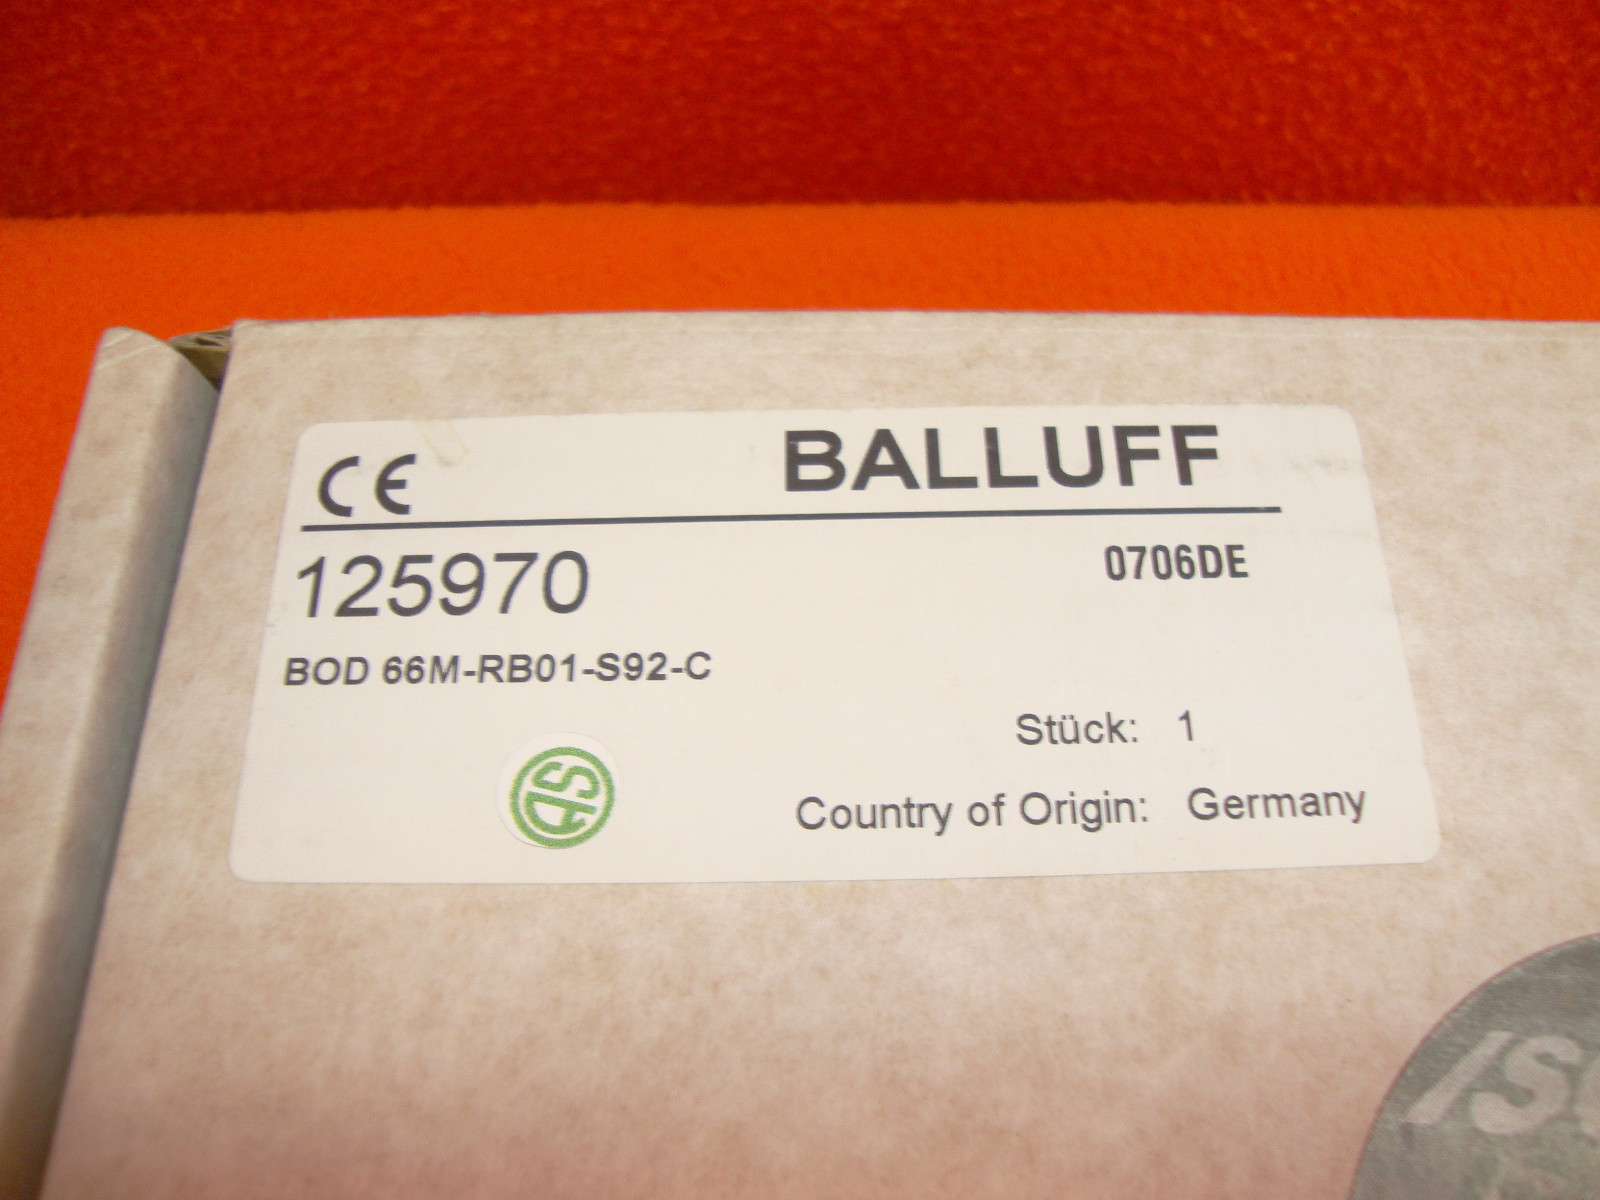 CE BALLUFF
125970 0706DE
BOD 66M-RB01-S92-C
Stück: 1
Country of Origin: Germany